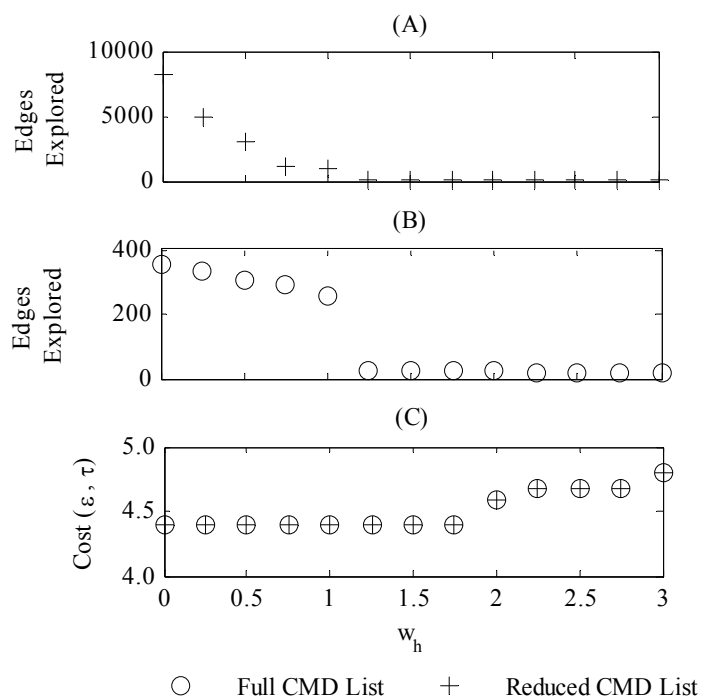 (A)
10000
5000
0
Edges
Explored
(B)
400
200
0
Edges
Explored
(C)
5.0
4.5
4.0
Cost (ε, τ)
0 0.5 1 1.5 2 2.5 3
w_h
Full CMD List
Reduced CMD List